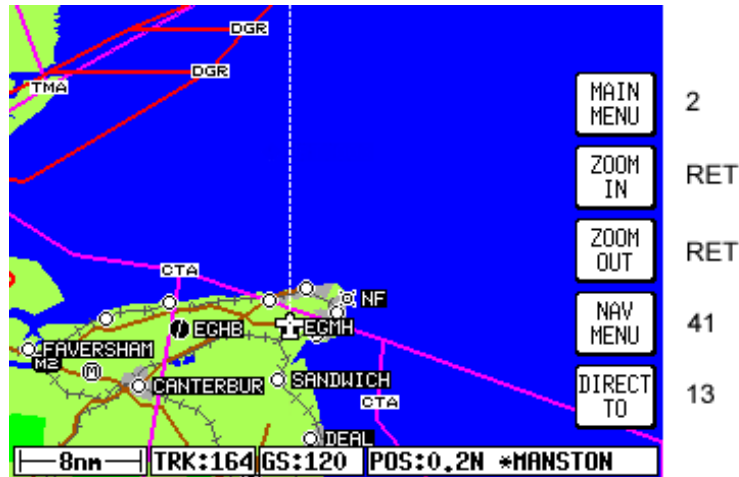 DGR
DGR
TMA
MAIN
MENU
2
ZOOM
IN
RET
ZOOM
OUT
RET
CTA
NF
EGHB
EGMH
NAV
MENU
41
FAVERSHAM
M2
M
CANTERBUR
SANDWICH
CTA
DIRECT
TO
13
DEAL
8nm
TRK:164
GS:120
POS:0.2N *MANSTON